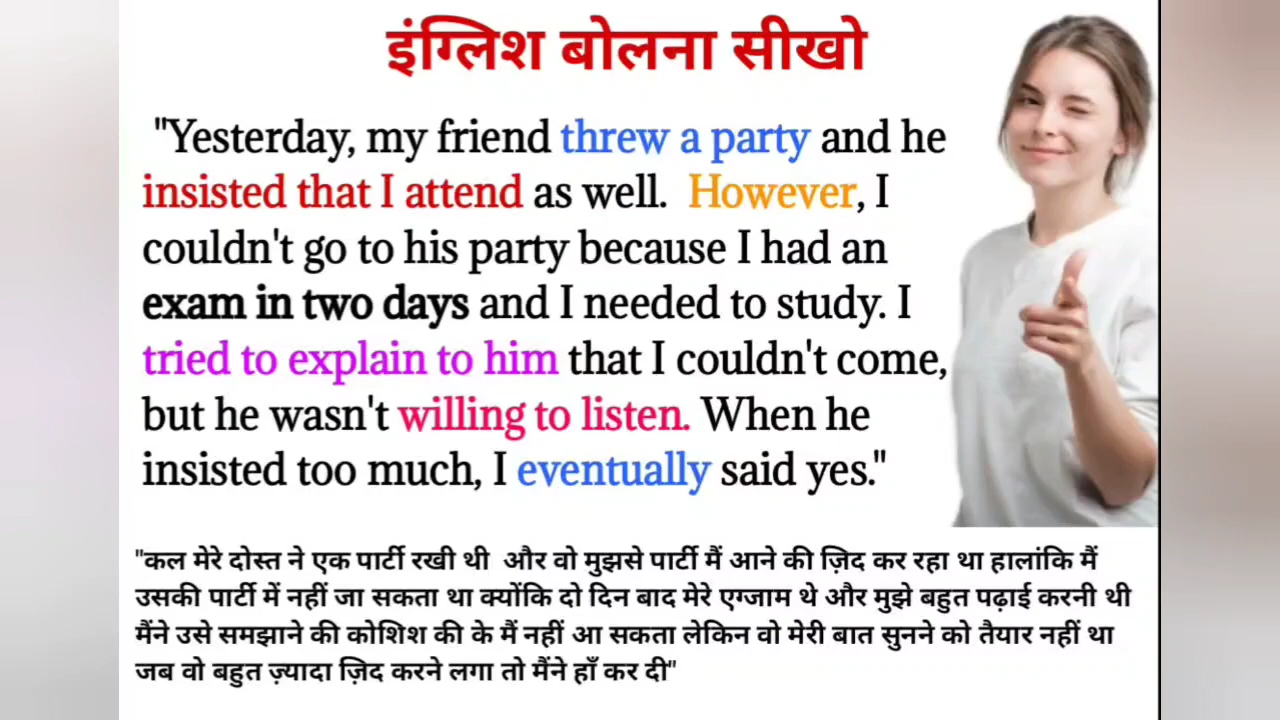 इंग्लिश बोलना सीखो
"Yesterday, my friend threw a party and he
insisted that I attend as well. However, I
couldn't go to his party because I had an
exam in two days and I needed to study. I
tried to explain to him that I couldn't come,
but he wasn't willing to listen. When he
insisted too much, I eventually said yes."
"कल मेरे दोस्त ने एक पार्टी रखी थी और वो मुझसे पार्टी मैं आने की ज़िद कर रहा था हालांकि मैं
उसकी पार्टी में नहीं जा सकता था क्योंकि दो दिन बाद मेरे एग्जाम थे और मुझे बहुत पढ़ाई करनी थी
मैंने उसे समझाने की कोशिश की के मैं नहीं आ सकता लेकिन वो मेरी बात सुनने को तैयार नहीं था
जब वो बहुत ज़्यादा ज़िद करने लगा तो मैंने हाँ कर दी"